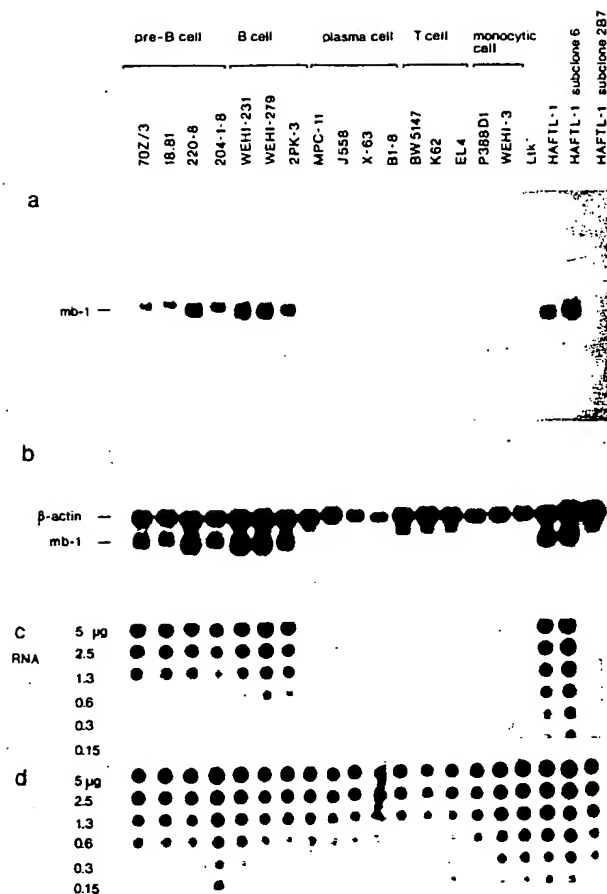 pre-B cell B cell plasma cell T cell monocytic cell
70Z/3
18.81
220-8
204-1-8
WEHI-231
WEHI-279
2PK-3
MPC-11
J558
X-63
B1-8
BW5147
K62
EL4
P388D1
WEHI-3
Ltk⁻
HAFTL-1
HAFTL-1 subclone 6
HAFTL-1 subclone 2B7
a
mb-1
b
β-actin
mb-1
c
RNA
5 µg
2.5
1.3
0.6
0.3
0.15
d
5 µg
2.5
1.3
0.6
0.3
0.15